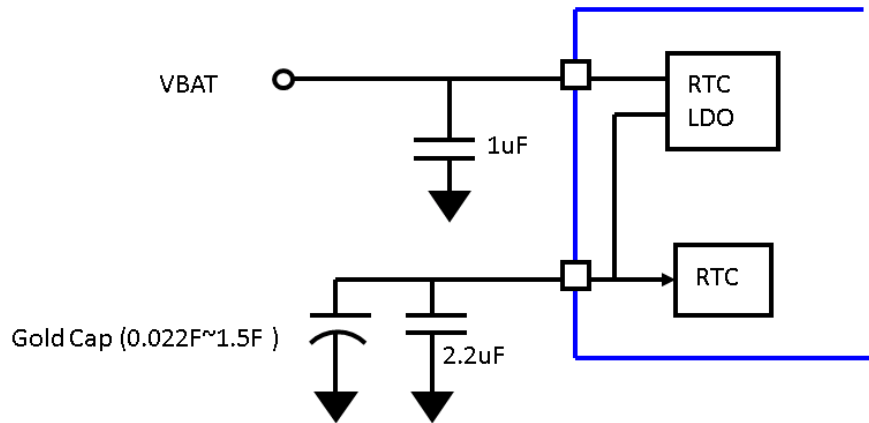 VBAT
RTC
LDO
1uF
RTC
Gold Cap (0.022F~1.5F )
2.2uF